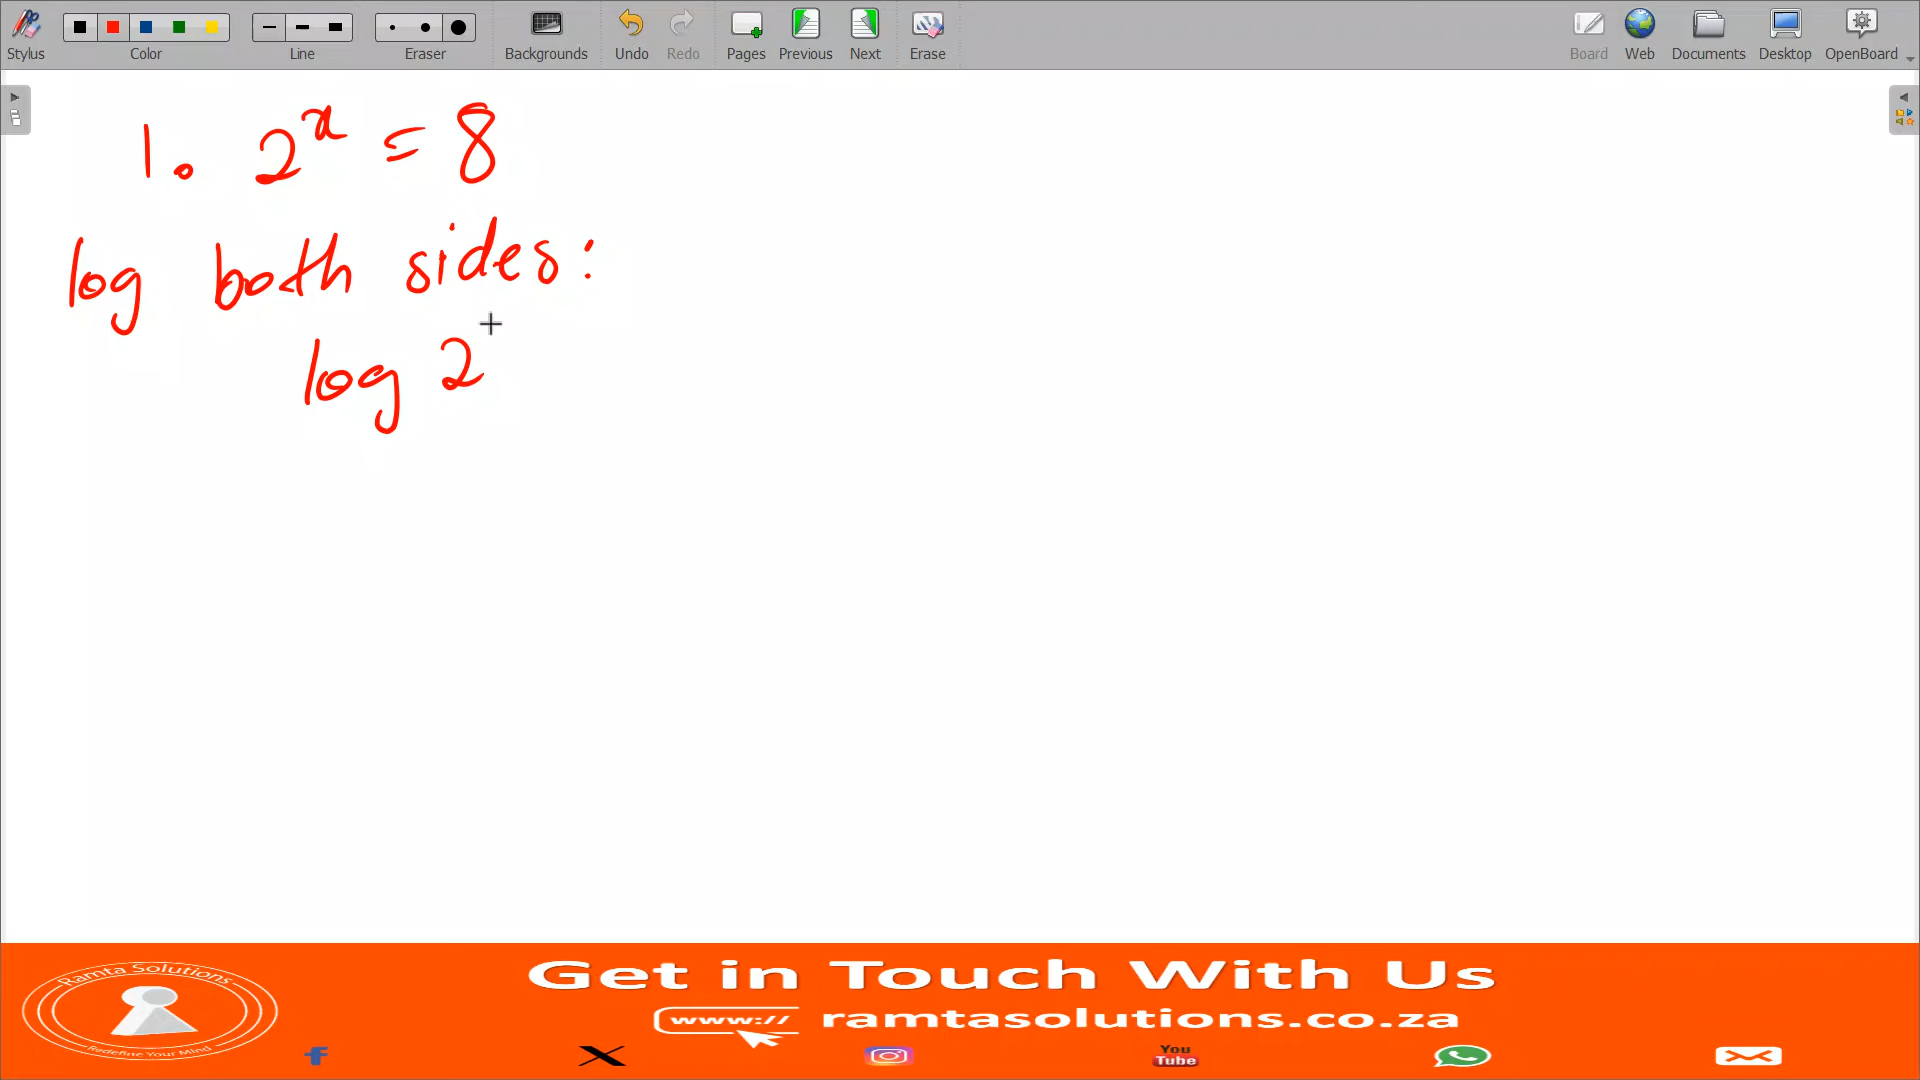 Stylus Color Line Eraser Backgrounds Undo Redo Pages Previous Next Erase Board Web Documents Desktop OpenBoard
1. 2^x = 8
log both sides:
log 2
Ramta Solutions
Redefine Your Mind
Get in Touch With Us
www:// ramtasolutions.co.za
f X You Tube